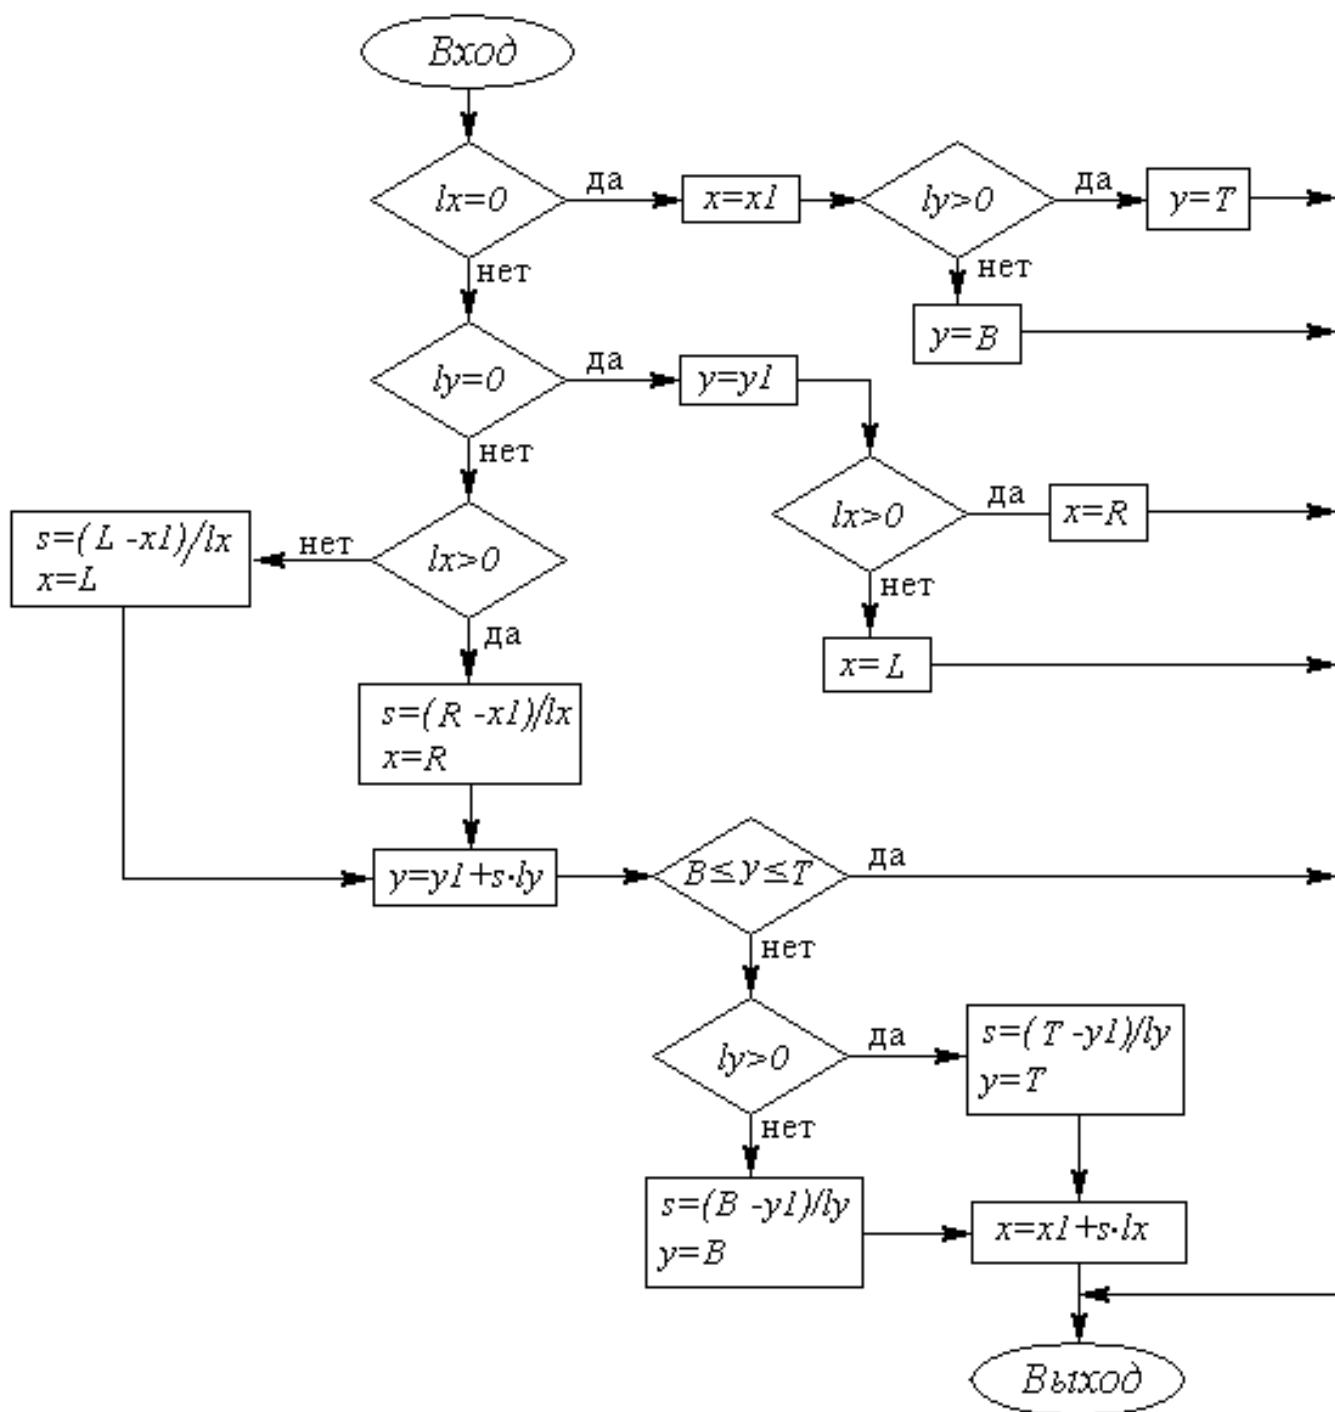 Вход
lx=0
да
x=x1
ly>0
да
y=T
нет
нет
y=B
ly=0
да
y=y1
нет
lx>0
да
x=R
s=(L -x1)/lx
x=L
нет
lx>0
нет
да
x=L
s=(R -x1)/lx
x=R
y=y1+s·ly
B≤y≤T
да
нет
ly>0
да
s=(T -y1)/ly
y=T
нет
s=(B -y1)/ly
y=B
x=x1+s·lx
Выход